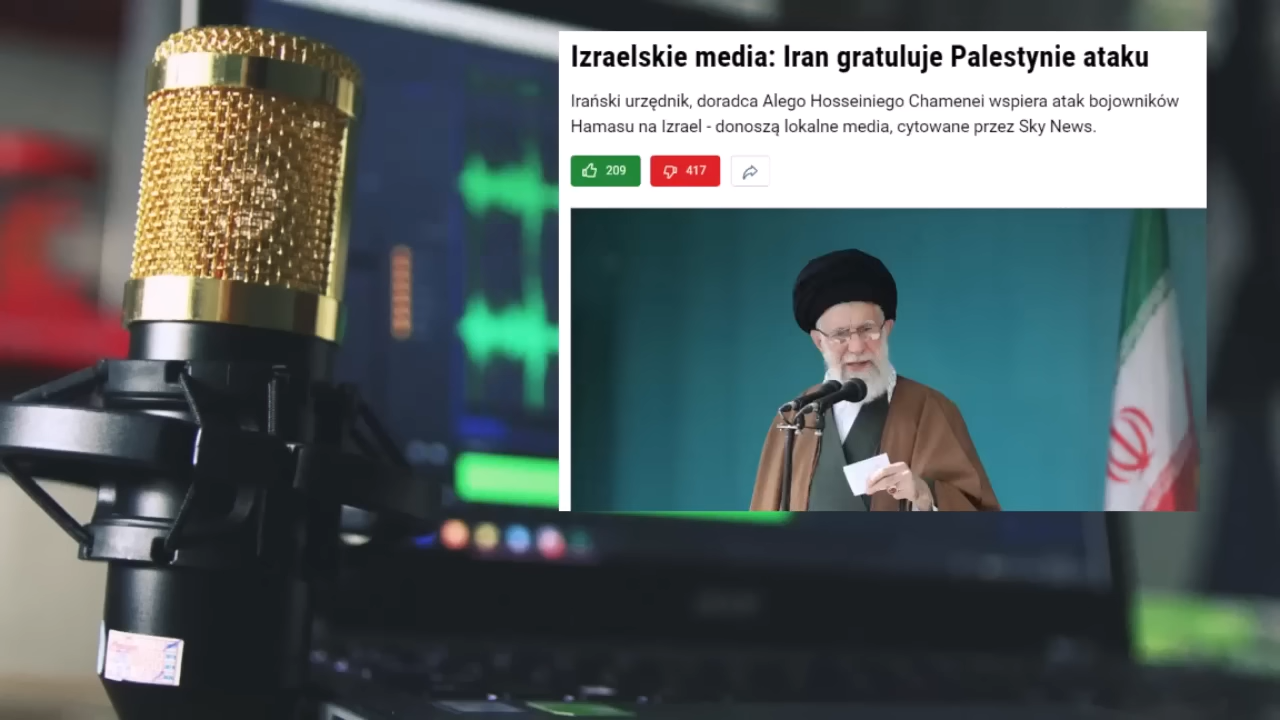 Izraelskie media: Iran gratuluje Palestynie ataku
Irański urzędnik, doradca Alego Hosseiniego Chamenei wspiera atak bojowników
Hamasu na Izrael - donoszą lokalne media, cytowane przez Sky News.
209 417